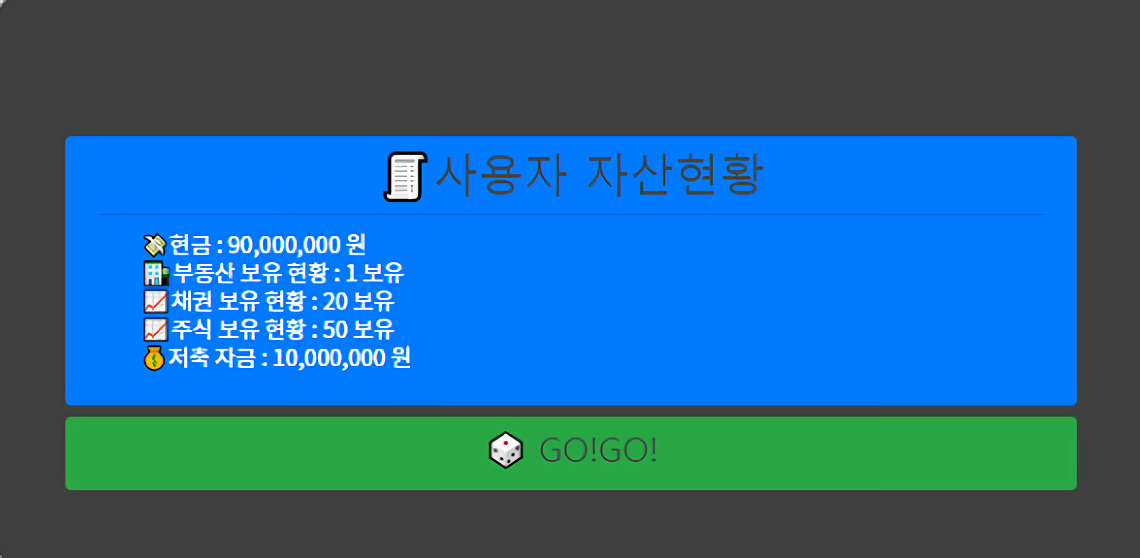 사용자 자산현황
현금 : 90,000,000 원
부동산 보유 현황 : 1 보유
채권 보유 현황 : 20 보유
주식 보유 현황 : 50 보유
저축 자금 : 10,000,000 원
GO!GO!